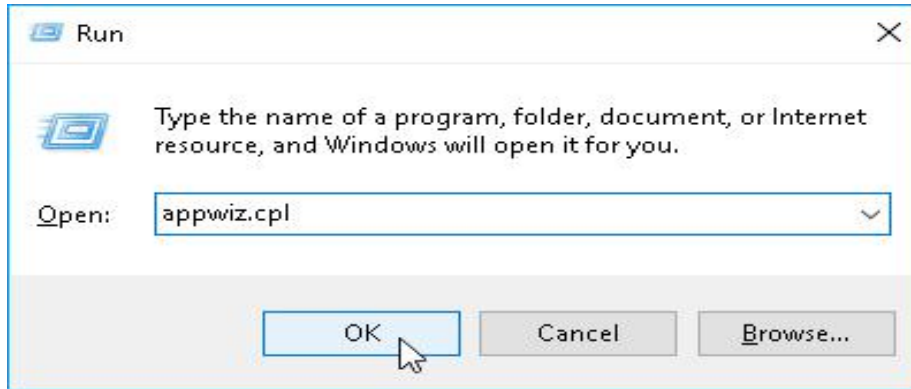 Run
Type the name of a program, folder, document, or Internet
resource, and Windows will open it for you.
Open: appwiz.cpl
OK Cancel Browse...